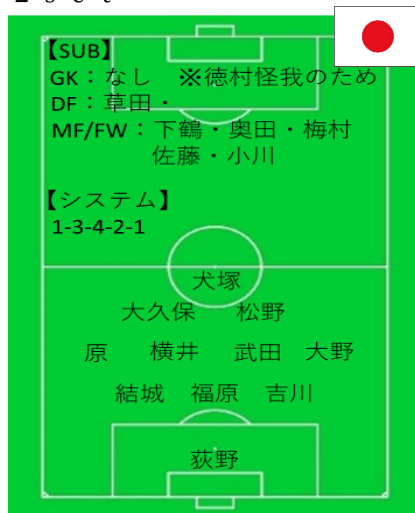 【SUB】
GK：なし　※徳村怪我のため
DF：草田・
MF/FW：下鶴・奥田・梅村
佐藤・小川
【システム】
1-3-4-2-1
犬塚
大久保　松野
原　横井　武田　大野
結城　福原　吉川
荻野